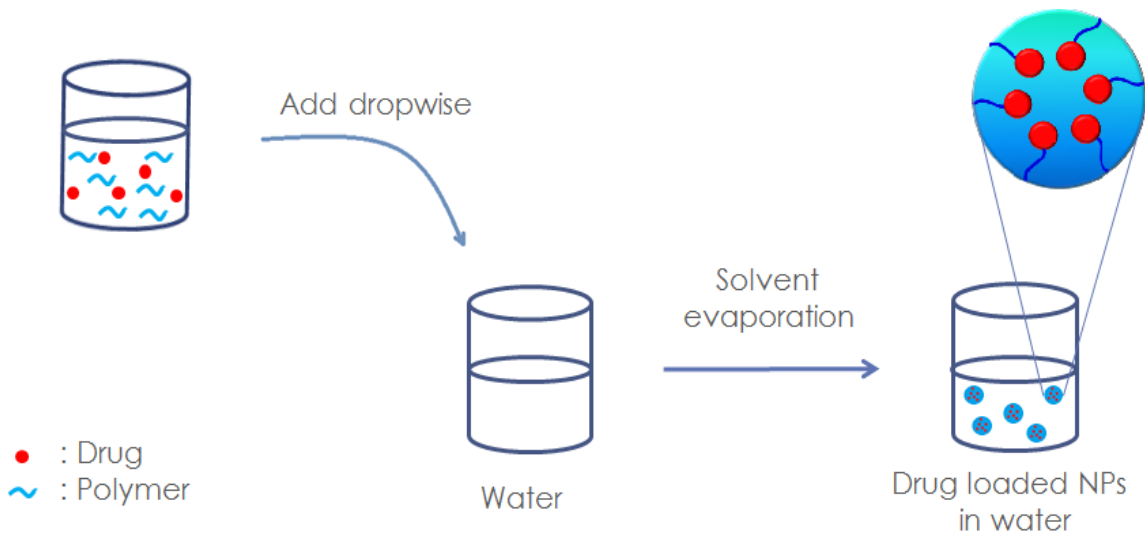 Add dropwise
Solvent
evaporation
: Drug
: Polymer
Water
Drug loaded NPs
in water